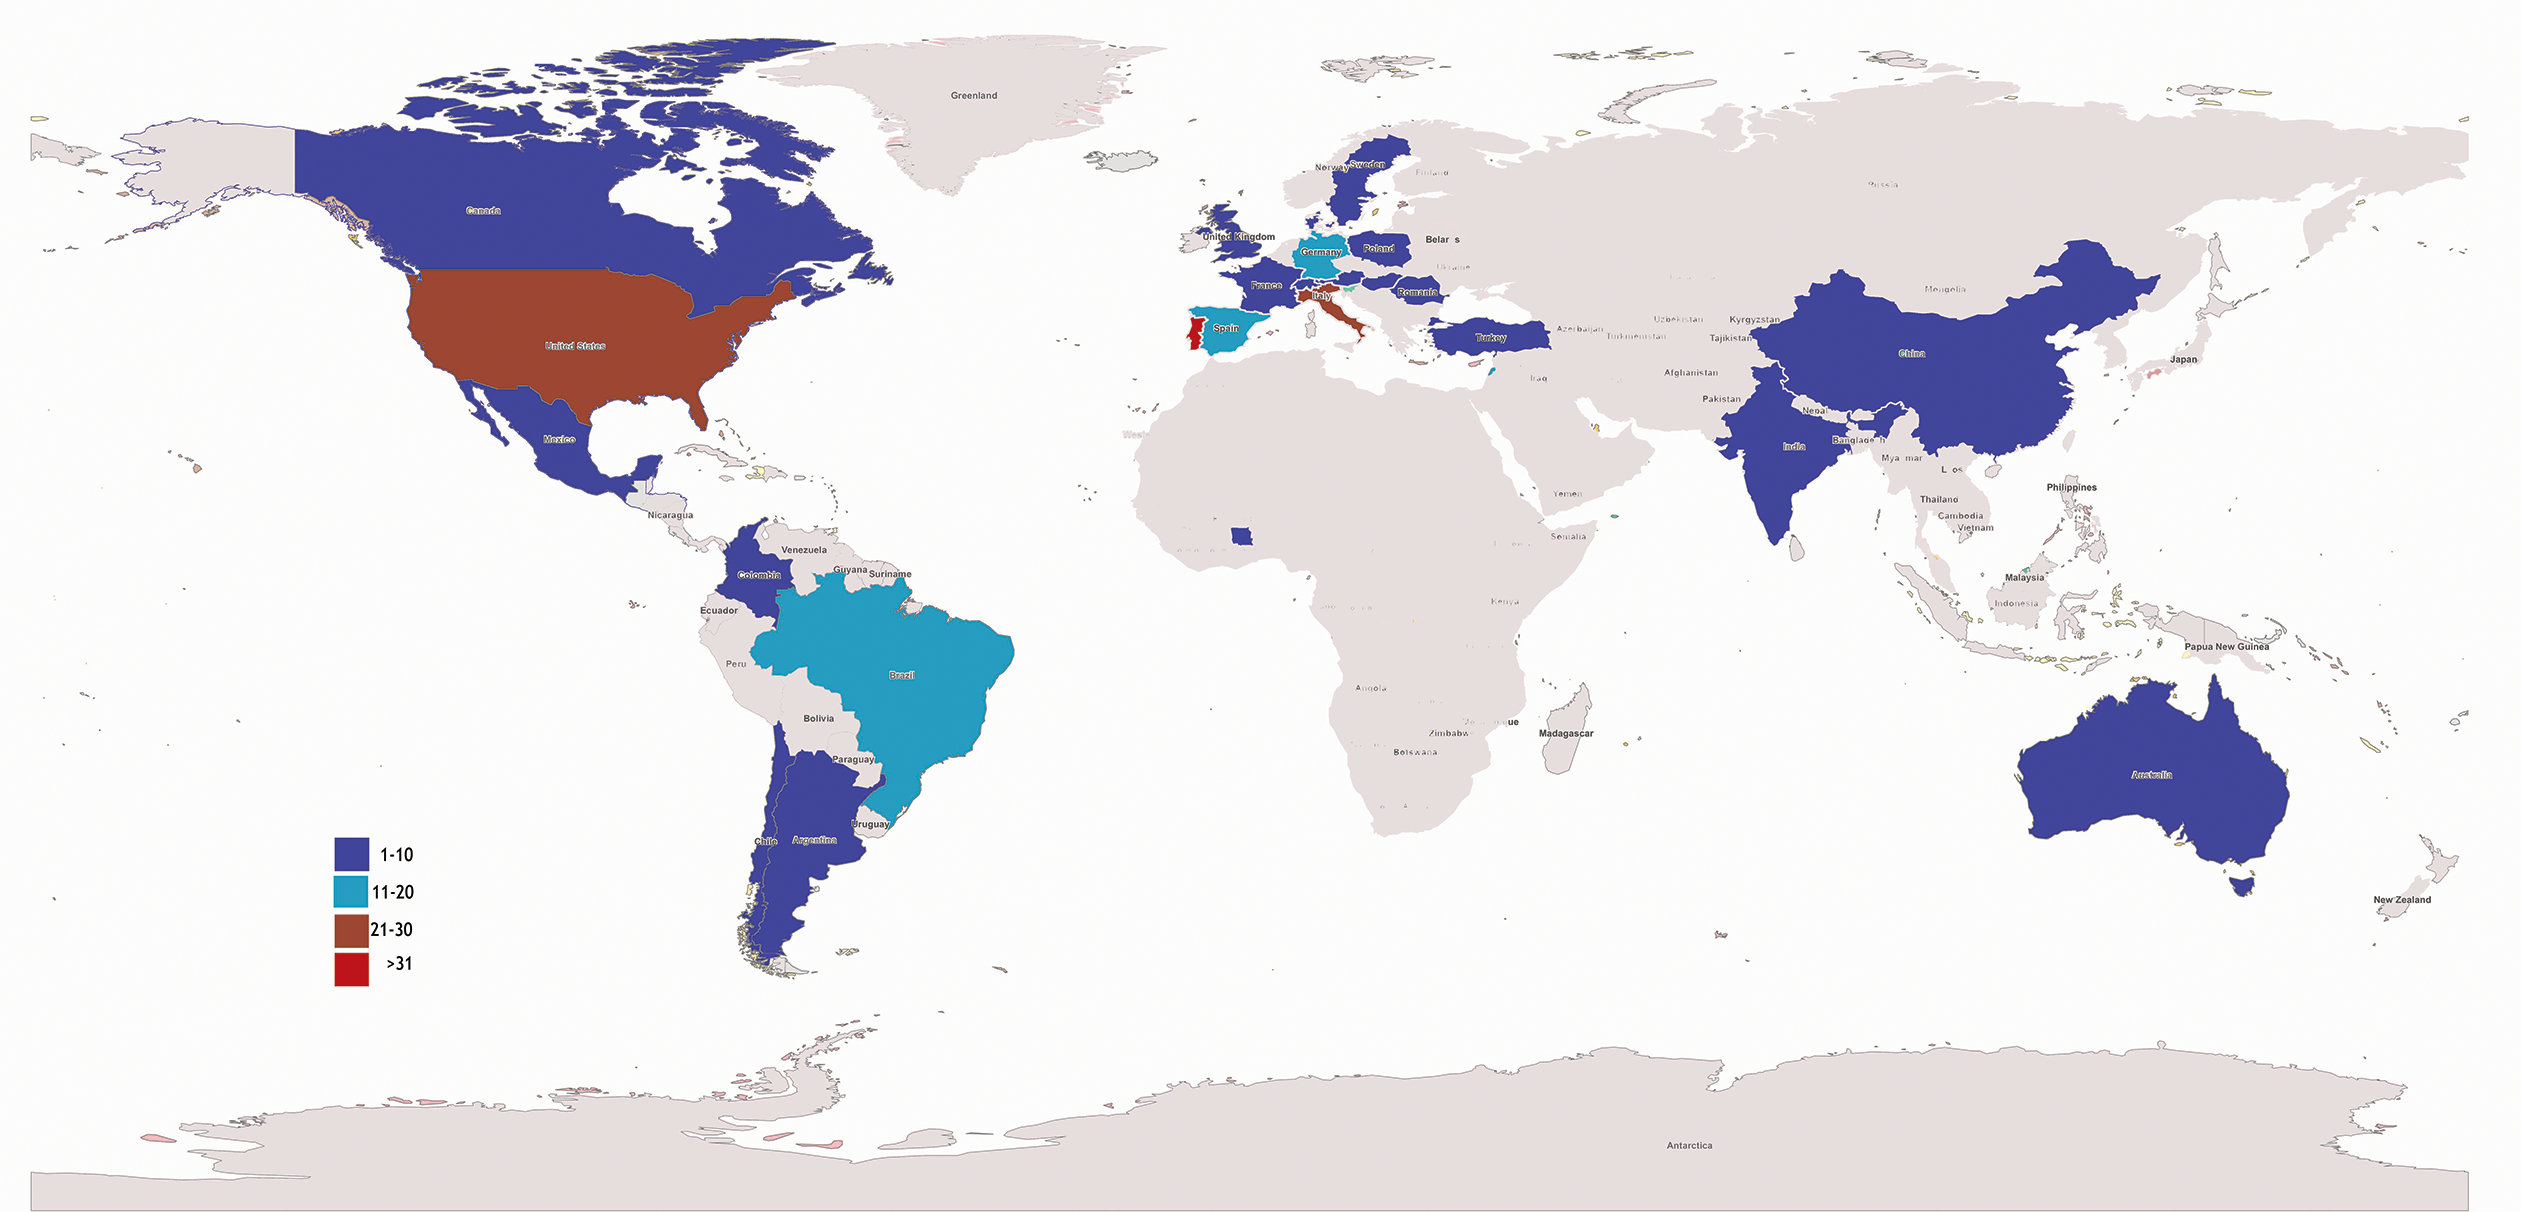 Greenland
Canada
United States
Mexico
Nicaragua
Venezuela
Guyana
Suriname
Colombia
Ecuador
Peru
Brazil
Bolivia
Paraguay
Uruguay
Chile
Argentina
Norway
Sweden
Finland
Russia
United Kingdom
Belar s
Germany
Poland
Ukraine
France
Romania
Italy
Spain
Turkey
Azerbaijan
Uzbekistan
Kyrgyzstan
Turkmenistan
Tajikistan
Mongolia
China
Japan
Afghanistan
Iraq
Pakistan
Nepal
West
India
Banglade h
Mya mar
L os
Yemen
Thailand
Philippines
Cambodia
Vietnam
Somalia
Malaysia
Indonesia
Kenya
Papua New Guinea
Angola
que
Zimbabw
Madagascar
Botswana
Australia
New Zealand
1-10
11-20
21-30
>31
Antarctica